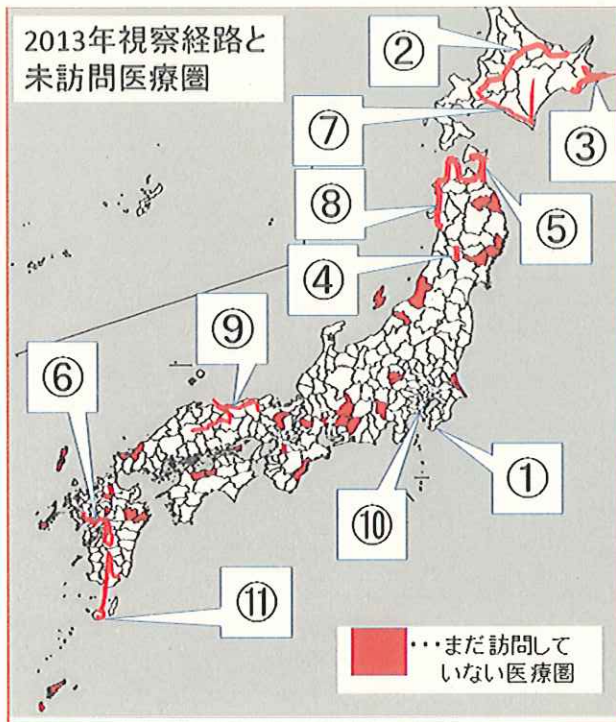 2013年視察経路と
未訪問医療圏
②
⑦
③
⑧
⑤
④
⑨
⑥
①
⑩
⑪
･･･まだ訪問して
いない医療圏